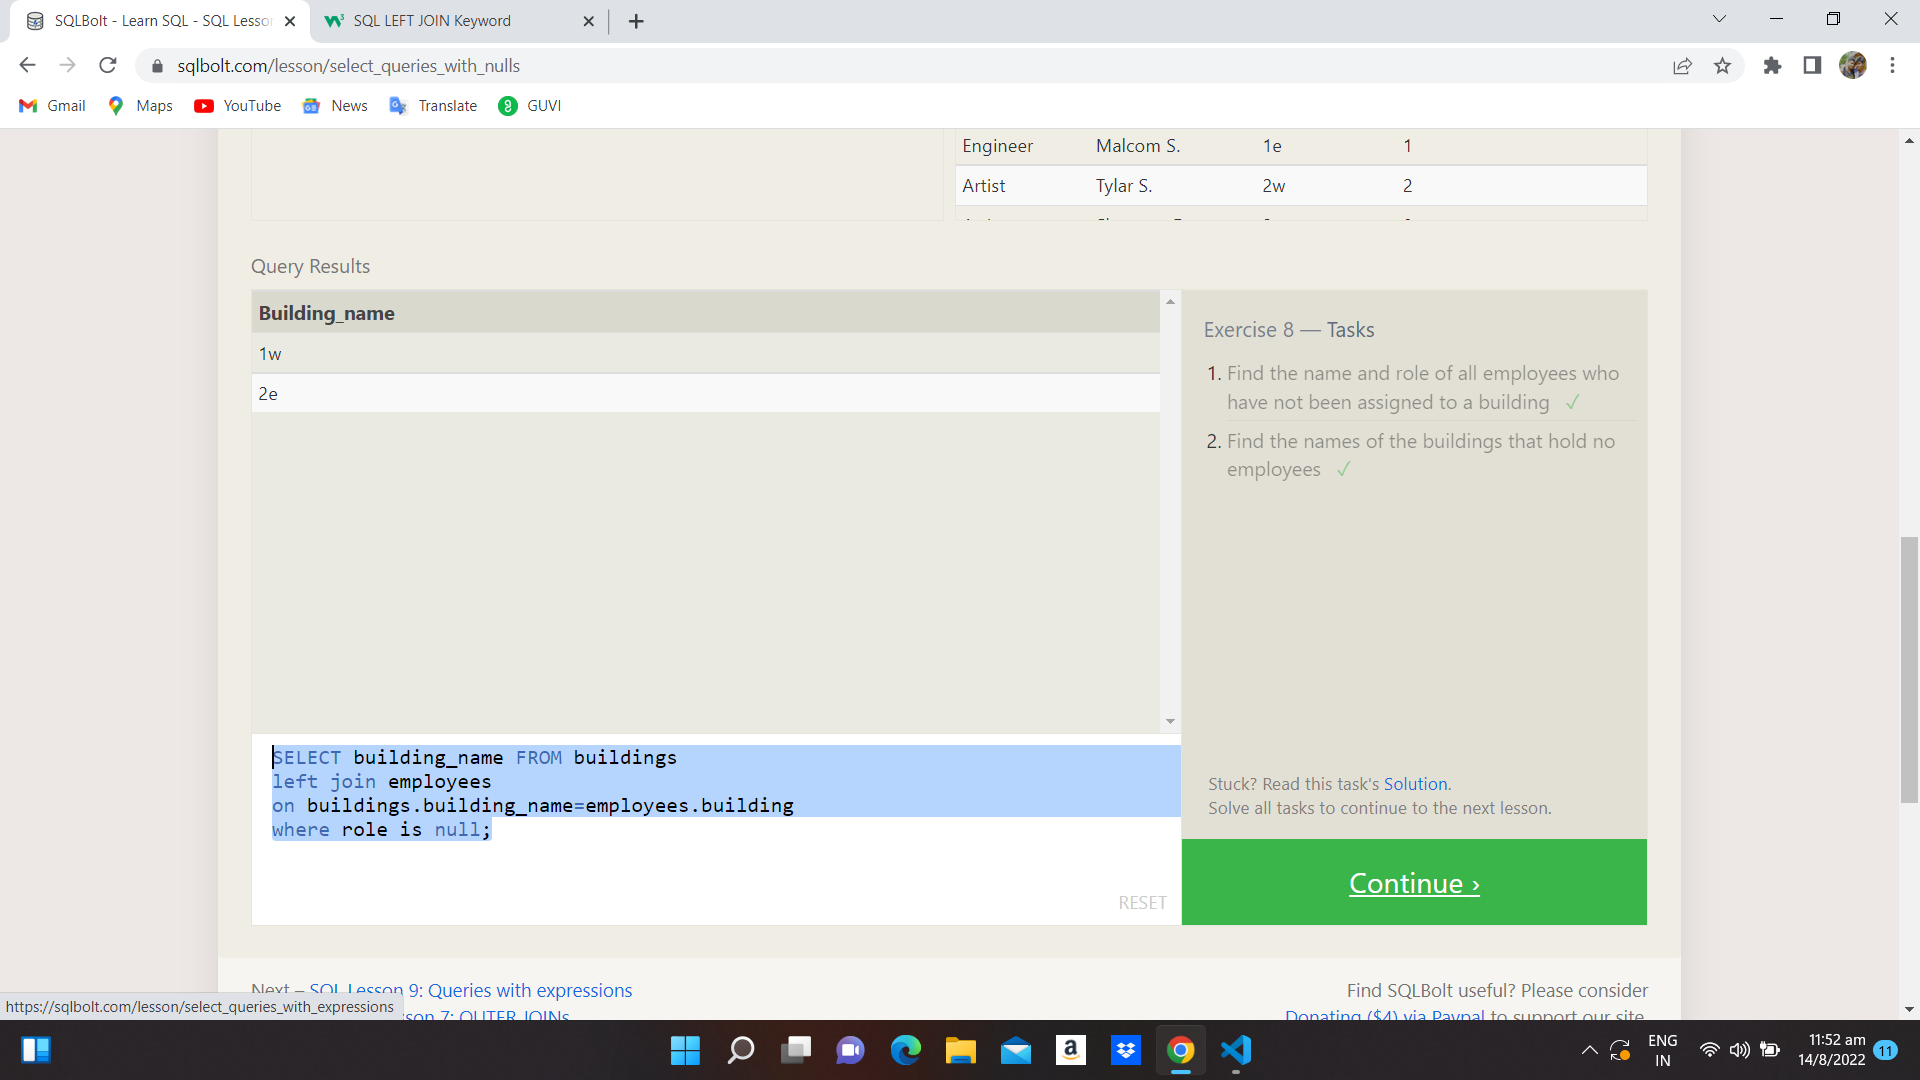 SQLBolt - Learn SQL - SQL Lesson
SQL LEFT JOIN Keyword
sqlbolt.com/lesson/select_queries_with_nulls
Gmail Maps YouTube News Translate GUVI
Engineer Malcom S. 1e 1
Artist Tylar S. 2w 2
Query Results
Building_name
1w
2e
Exercise 8 — Tasks
1. Find the name and role of all employees who
have not been assigned to a building ✓
2. Find the names of the buildings that hold no
employees ✓
SELECT building_name FROM buildings
left join employees
on buildings.building_name=employees.building
where role is null;
RESET
Stuck? Read this task's Solution.
Solve all tasks to continue to the next lesson.
Continue ›
Next – SQL Lesson 9: Queries with expressions
sson 7: OUTER JOINs
Find SQLBolt useful? Please consider
Donating ($4) via Paypal to support our site.
https://sqlbolt.com/lesson/select_queries_with_expressions
ENG
IN
11:52 am
14/8/2022
11